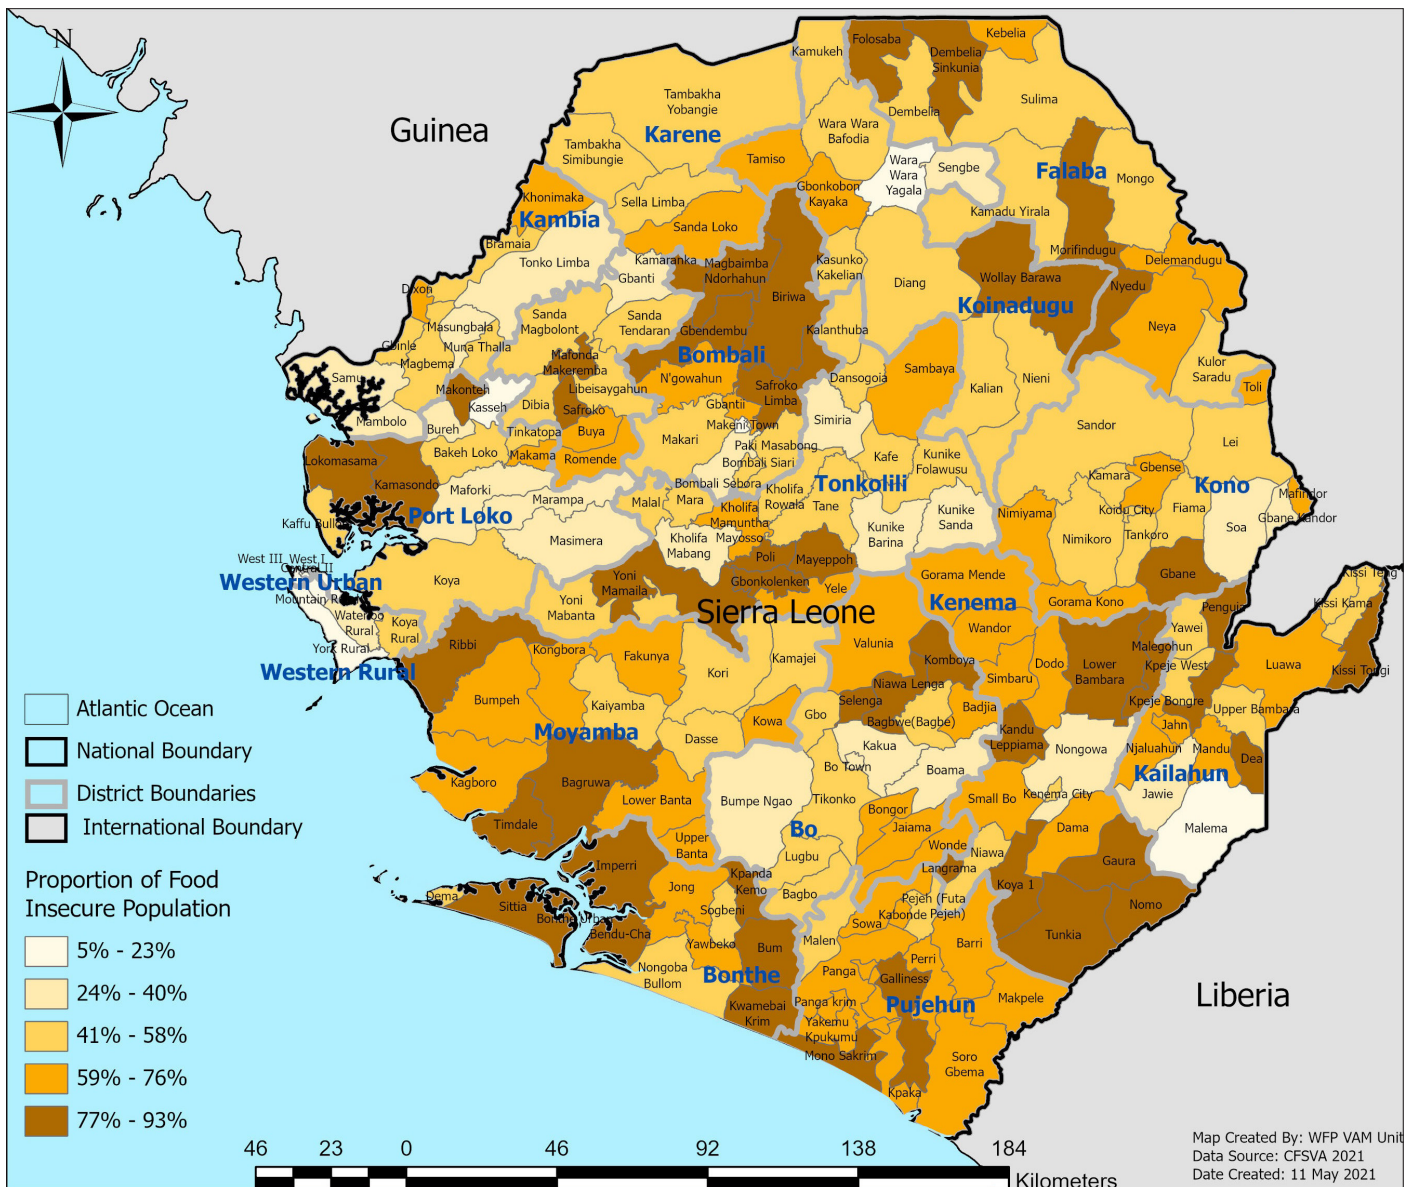 N
Guinea
Kamukeh
Folosaba
Dembelia
Sinkunia
Kebelia
Tambakha
Yobangie
Karene
Dembelia
Sulima
Wara Wara
Bafodia
Tambakha
Simibungie
Tamiso
Wara
Wara
Yagala
Sengbe
Falaba
Mongo
Khonimaka
Kambia
Gbonkobon
Kayaka
Sella Limba
Kamadu Yirala
Sanda Loko
Bramaia
Tonko Limba
Morifindugu
Delemandugu
Kamaranka
Gbanti
Magbaimba
Ndorhahun
Kasunko
Kakelian
Diang
Wollay Barawa
Nyedu
Koinadugu
Biriwa
Dixon
Sanda
Magbolont
Sanda
Tendaran
Gbendembu
Kalanthuba
Neya
Masungbala
Gbinle
Muna Thalla
Magbema
Mafonda
Makeremba
Bombali
Kulor
Saradu
Samu
Makonteh
Kasseh
Libeisaygahun
N'gowahun
Safroko
Limba
Dansogoia
Sambaya
Kalian
Nieni
Toli
Dibia
Safroko
Gbantii
Mambolo
Bureh
Tinkatopa
Buya
Makari
Makeni Town
Simiria
Sandor
Lei
Lokomasama
Bakeh Loko
Makama
Romende
Paki Masabong
Bombali Siari
Kafe
Kunike
Folawusu
Kamara
Gbense
Kono
Kamasondo
Maforki
Marampa
Bombali Sebora
Tonkolili
Mafindor
Malal
Mara
Kholifa
Rowala
Tane
Koidu City
Fiama
Gbane Kandor
Kaffu Bullom
Port Loko
Kholifa
Mamuntha
Mayosso
Kunike
Barina
Kunike
Sanda
Nimiyama
Nimikoro
Tankoro
Soa
Masimera
Kholifa
Mabang
West III
West I
Poli
Mayeppoh
Gbane
Western Urban
Koya
Yoni
Mamaila
Gbonkolenken
Yele
Gorama Mende
Kissi Teng
Yoni
Mabanta
Sierra Leone
Kenema
Gorama Kono
Penguia
Kissi Kama
Koya
Rural
York Rural
Western Rural
Ribbi
Kongbora
Fakunya
Kori
Kamajei
Valunia
Komboya
Wandor
Dodo
Simbaru
Lower
Bambara
Malegohun
Yawei
Kpeje West
Luawa
Kissi Tongi
Bumpeh
Kaiyamba
Niawa Lenga
Selenga
Badjia
Kpeje Bongre
Upper Bambara
Kowa
Gbo
Bagbwe(Bagbe)
Kandu
Leppiama
Jahn
Moyamba
Dasse
Kakua
Bo Town
Boama
Nongowa
Njaluahun
Mandu
Dea
Kailahun
Kagboro
Bagruwa
Lower Banta
Bumpe Ngao
Tikonko
Bongor
Small Bo
Kenema City
Jawie
Timdale
Upper
Banta
Bo
Jaiama
Dama
Malema
Imperri
Lugbu
Wonde
Niawa
Gaura
Kpanda
Kemo
Langrama
Koya 1
Dema
Sittia
Jong
Bagbo
Pejeh (Futa
Pejeh)
Nomo
Bonthe Urban
Bendu-Cha
Sogbeni
Kabonde
Sowa
Tunkia
Yawbeko
Bum
Malen
Barri
Nongoba
Bullom
Bonthe
Panga
Perri
Galliness
Kwamebai
Krim
Panga krim
Pujehun
Makpele
Yakemu
Kpukumu
Mono Sakrim
Soro
Gbema
Kpaka
Liberia
Atlantic Ocean
National Boundary
District Boundaries
International Boundary
Proportion of Food
Insecure Population
5% - 23%
24% - 40%
41% - 58%
59% - 76%
77% - 93%
46 23 0 46 92 138 184
Kilometers
Map Created By: WFP VAM Unit
Data Source: CFSVA 2021
Date Created: 11 May 2021